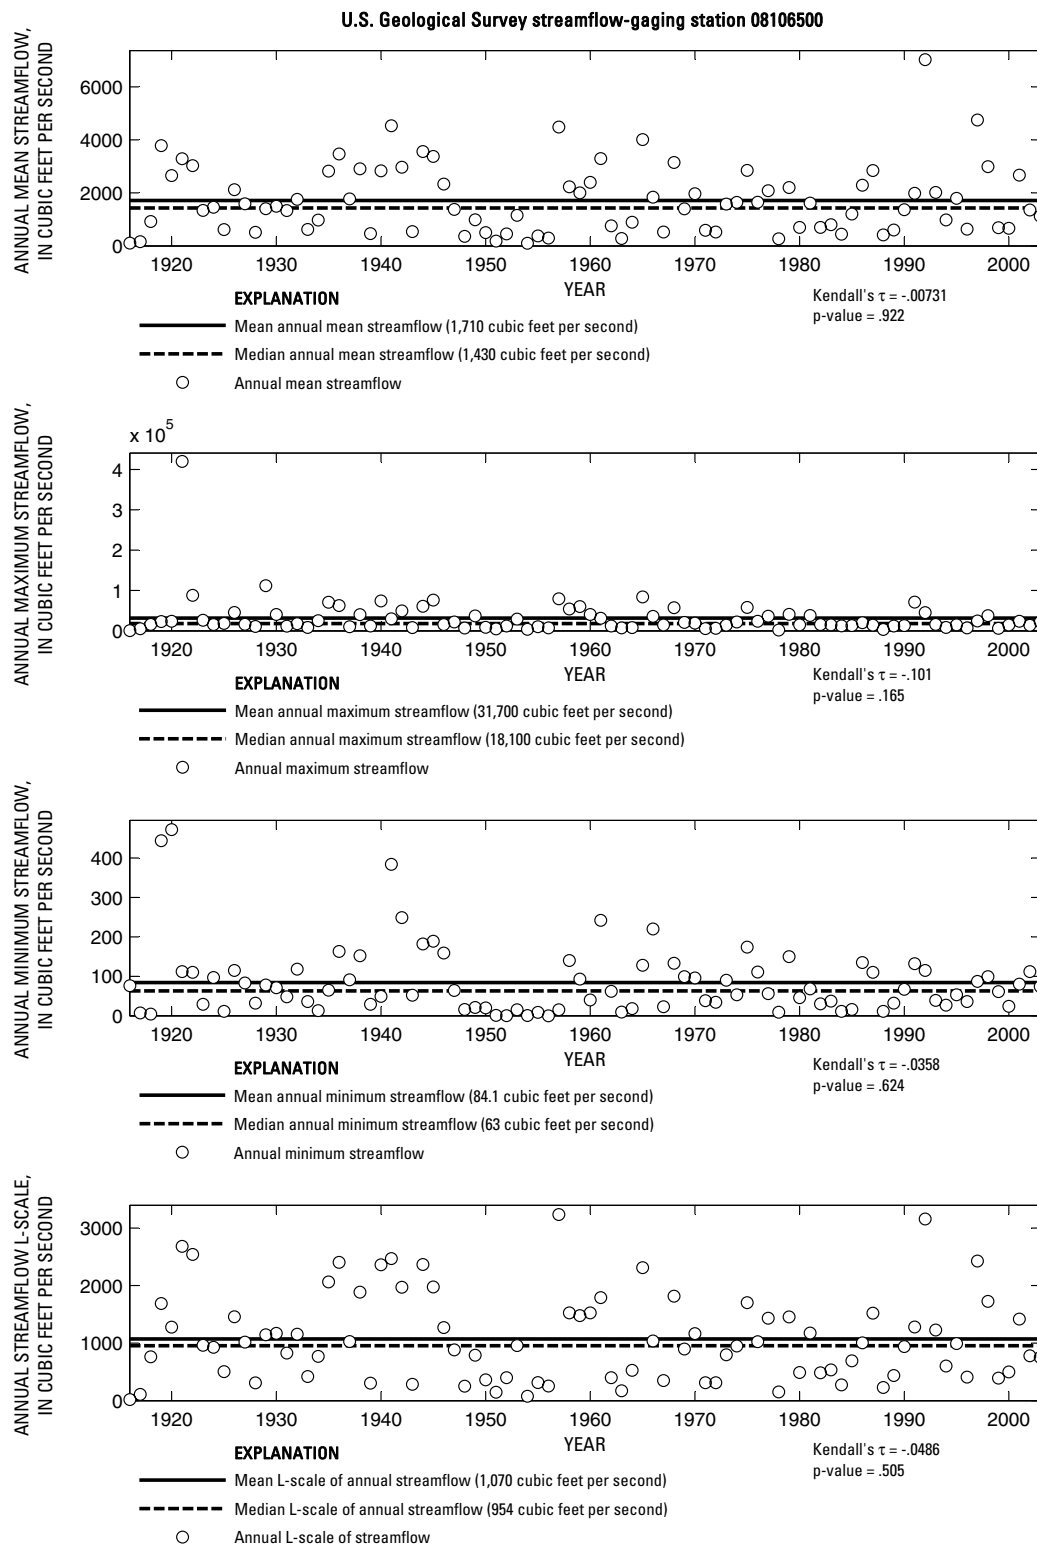 U.S. Geological Survey streamflow-gaging station 08106500
ANNUAL MEAN STREAMFLOW,
IN CUBIC FEET PER SECOND
6000
4000
2000
0
1920 1930 1940 1950 1960 1970 1980 1990 2000
YEAR
Kendall's τ = -.00731
p-value = .922
EXPLANATION
Mean annual mean streamflow (1,710 cubic feet per second)
Median annual mean streamflow (1,430 cubic feet per second)
Annual mean streamflow
ANNUAL MAXIMUM STREAMFLOW,
IN CUBIC FEET PER SECOND
x 10^5
4
3
2
1
0
1920 1930 1940 1950 1960 1970 1980 1990 2000
YEAR
Kendall's τ = -.101
p-value = .165
EXPLANATION
Mean annual maximum streamflow (31,700 cubic feet per second)
Median annual maximum streamflow (18,100 cubic feet per second)
Annual maximum streamflow
ANNUAL MINIMUM STREAMFLOW,
IN CUBIC FEET PER SECOND
400
300
200
100
0
1920 1930 1940 1950 1960 1970 1980 1990 2000
YEAR
Kendall's τ = -.0358
p-value = .624
EXPLANATION
Mean annual minimum streamflow (84.1 cubic feet per second)
Median annual minimum streamflow (63 cubic feet per second)
Annual minimum streamflow
ANNUAL STREAMFLOW L-SCALE,
IN CUBIC FEET PER SECOND
3000
2000
1000
0
1920 1930 1940 1950 1960 1970 1980 1990 2000
YEAR
Kendall's τ = -.0486
p-value = .505
EXPLANATION
Mean L-scale of annual streamflow (1,070 cubic feet per second)
Median L-scale of annual streamflow (954 cubic feet per second)
Annual L-scale of streamflow